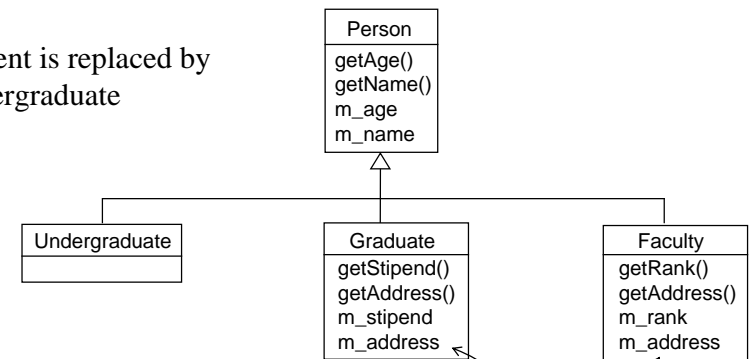 Person
ent is replaced by
getAge()
ergraduate
getName()
m_age
m_name
Undergraduate
Graduate
Faculty
getStipend()
getRank()
getAddress()
getAddress()
m_stipend
m_rank
m_address
m_address